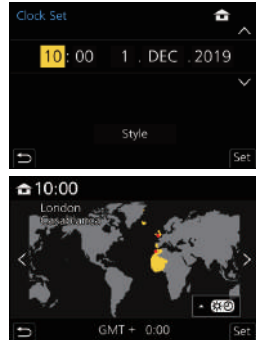 Clock Set
10 : 00 1 . DEC . 2019
Style
Set
10:00
London
Casablanca
GMT + 0:00
Set